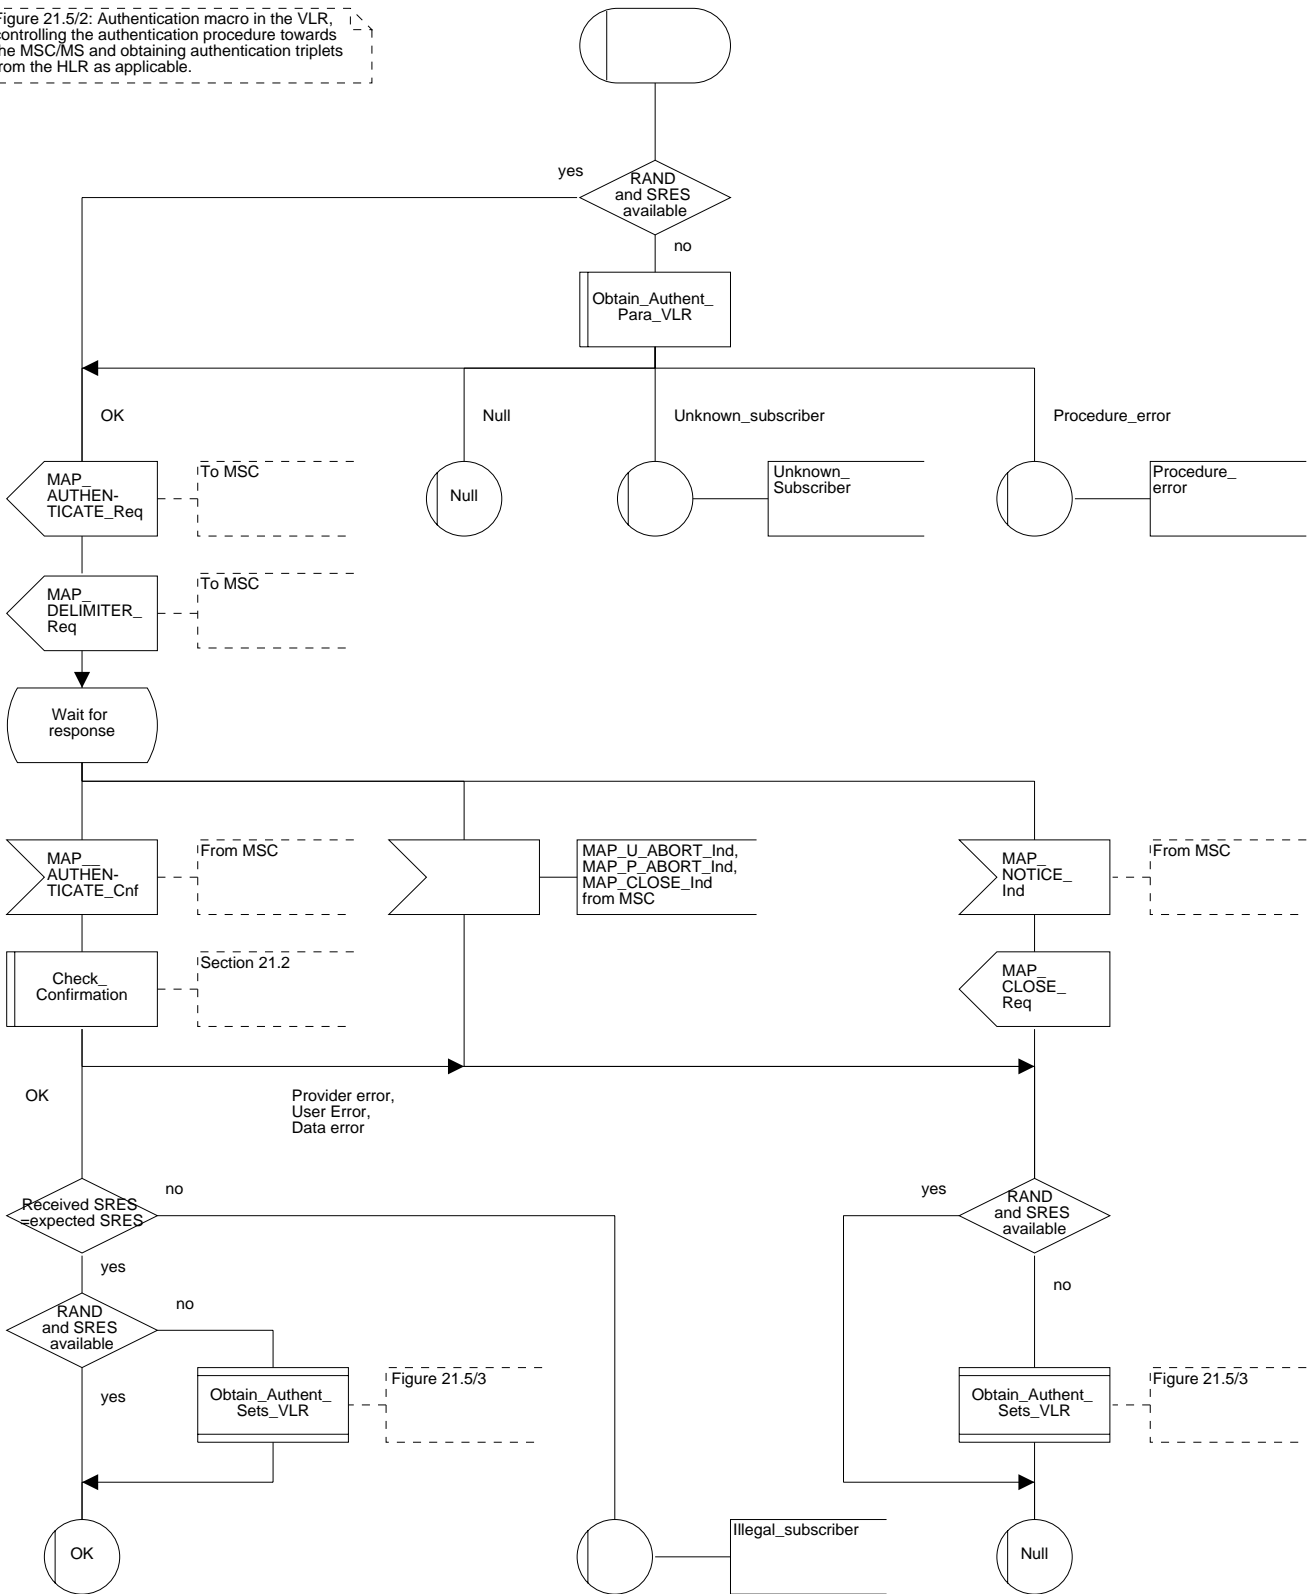 Figure 21.5/2: Authentication macro in the VLR,
controlling the authentication procedure towards
the MSC/MS and obtaining authentication triplets
from the HLR as applicable.
yes
RAND
and SRES
available
no
Obtain_Authent_
Para_VLR
OK
Null
Unknown_subscriber
Procedure_error
MAP_
AUTHEN-
TICATE_Req
To MSC
Null
Unknown_
Subscriber
Procedure_
error
MAP_
DELIMITER_
Req
To MSC
Wait for
response
MAP__
AUTHEN-
TICATE_Cnf
From MSC
MAP_U_ABORT_Ind,
MAP_P_ABORT_Ind,
MAP_CLOSE_Ind
from MSC
MAP_
NOTICE_
Ind
From MSC
Check_
Confirmation
Section 21.2
MAP_
CLOSE_
Req
OK
Provider error,
User Error,
Data error
Received SRES
=expected SRES
no
yes
RAND
and SRES
available
yes
no
RAND
and SRES
available
no
yes
Obtain_Authent_
Sets_VLR
Figure 21.5/3
Obtain_Authent_
Sets_VLR
Figure 21.5/3
OK
Illegal_subscriber
Null